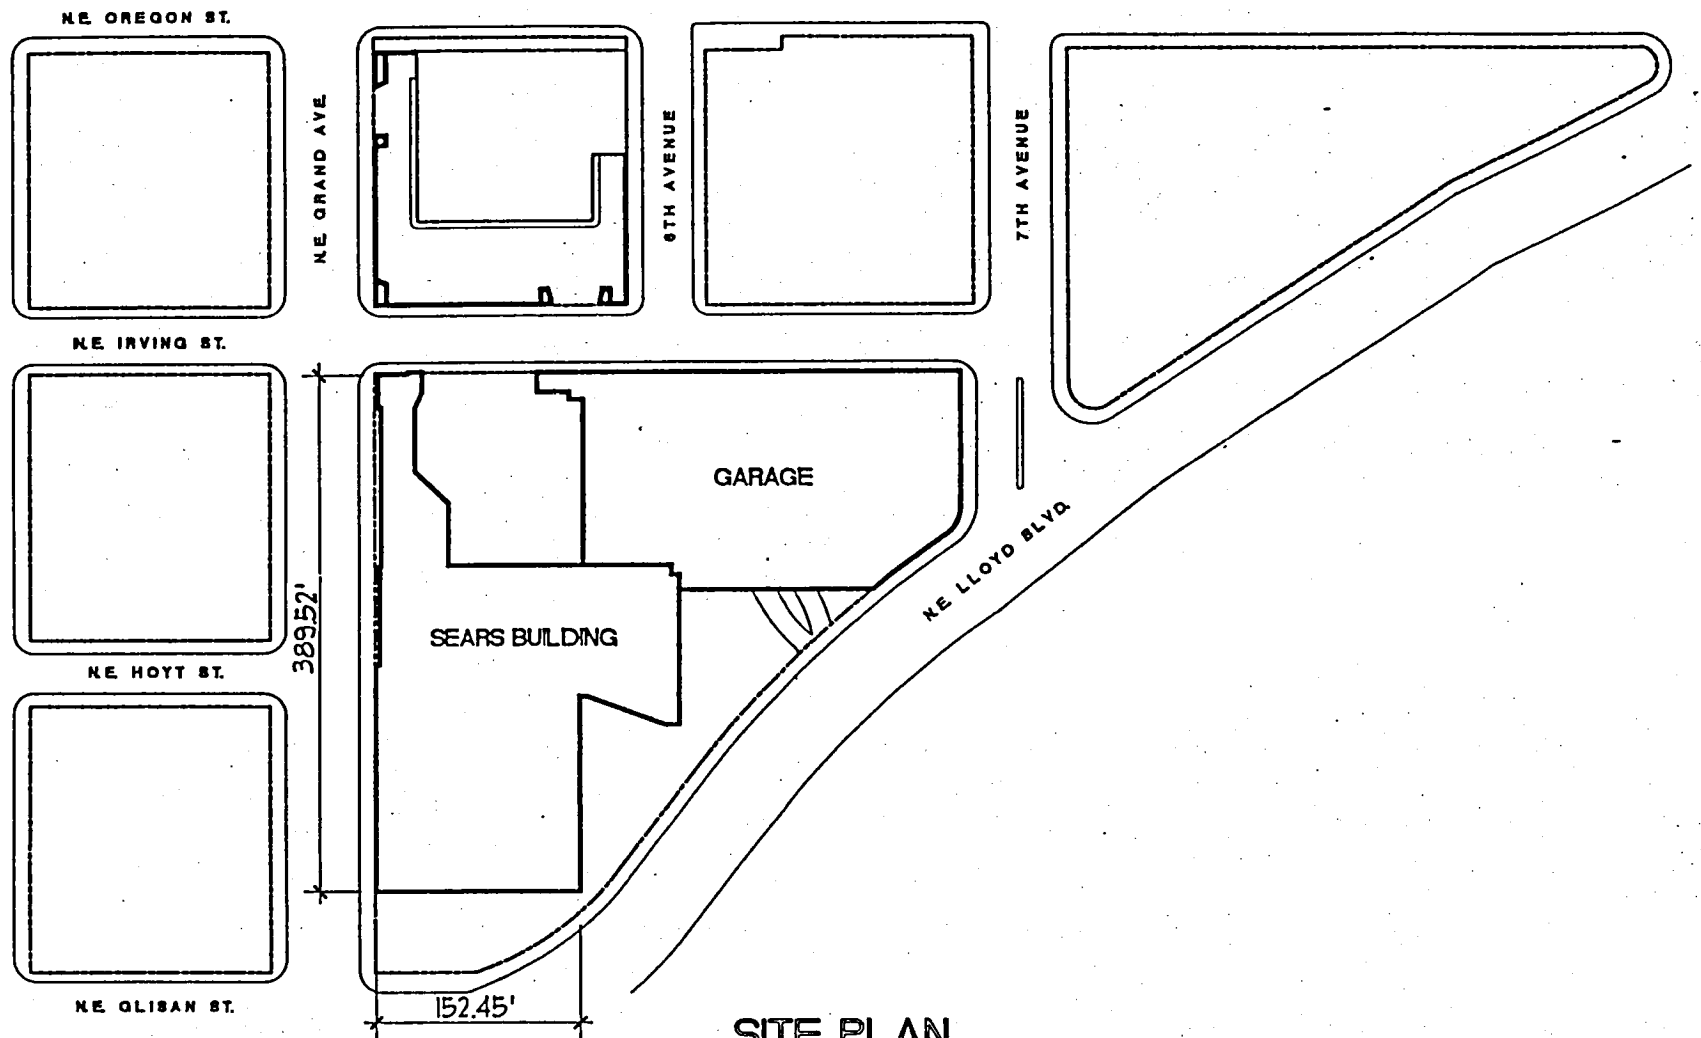 N.E. OREGON ST.
N.E. GRAND AVE.
6TH AVENUE
7TH AVENUE
N.E. IRVING ST.
GARAGE
N.E. LLOYD BLVD.
389.52'
SEARS BUILDING
N.E. HOYT ST.
N.E. GLISAN ST.
152.45'
SITE PLAN